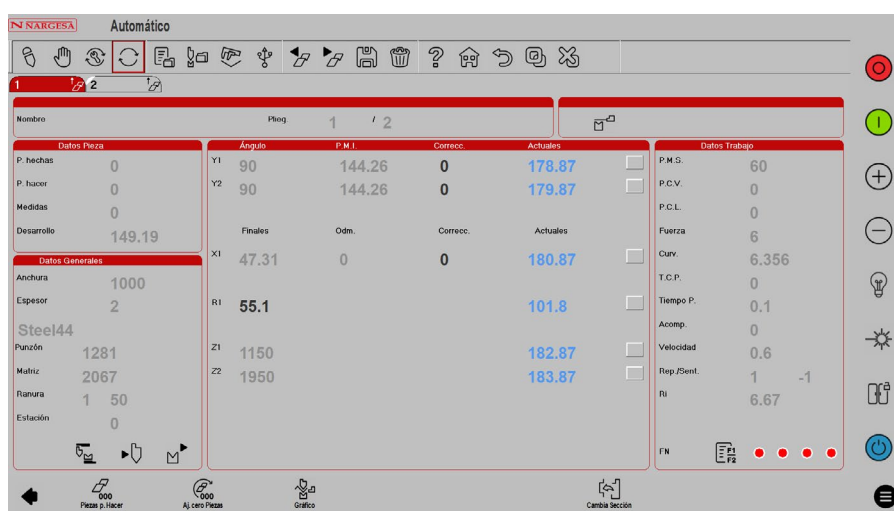 NARGESA Automático
1 2
Nombre Plieg. 1 / 2
Datos Pieza Ángulo P.M.I. Correcc. Actuales Datos Trabajo
P. hechas 0 Y1 90 144.26 0 178.87 P.M.S. 60
P. hacer 0 Y2 90 144.26 0 179.87 P.C.V. 0
Medidas 0 P.C.L. 0
Desarrollo 149.19 Finales Odm. Correcc. Actuales Fuerza 6
Datos Generales X1 47.31 0 0 180.87 Curv. 6.356
Anchura 1000 T.C.P. 0
Espesor 2 R1 55.1 101.8 Tiempo P. 0.1
Steel44 Acomp. 0
Punzón 1281 Z1 1150 182.87 Velocidad 0.6
Matriz 2067 Z2 1950 183.87 Rep./Sent. 1 -1
Ranura 1 50 Ri 6.67
Estación 0
FN F1
F2
000 000
Piezas p. Hacer Aj. cero Piezas Gráfico Cambia Sección